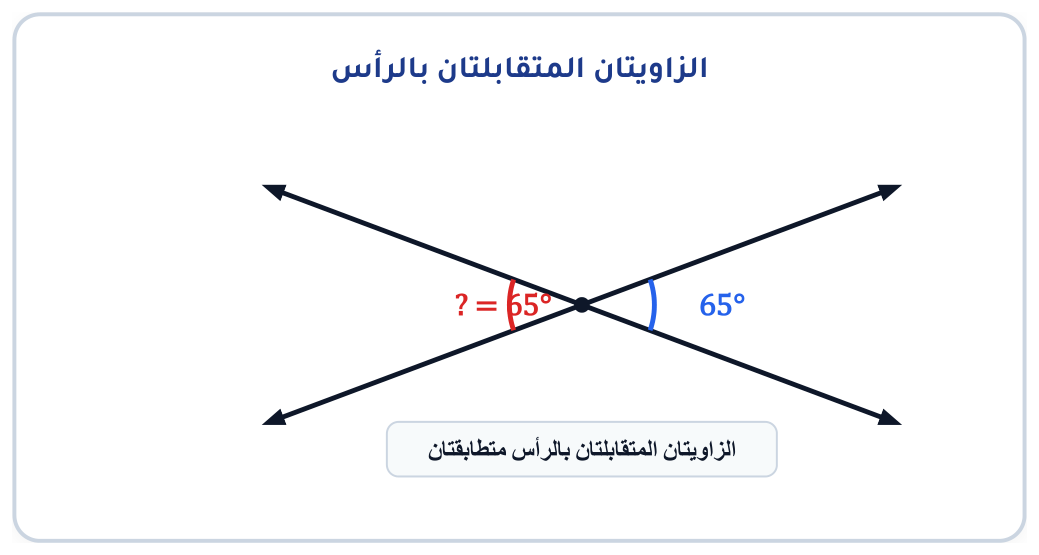 الزاويتان المتقابلتان بالرأس
? = 65°
65°
الزاويتان المتقابلتان بالرأس متطابقتان